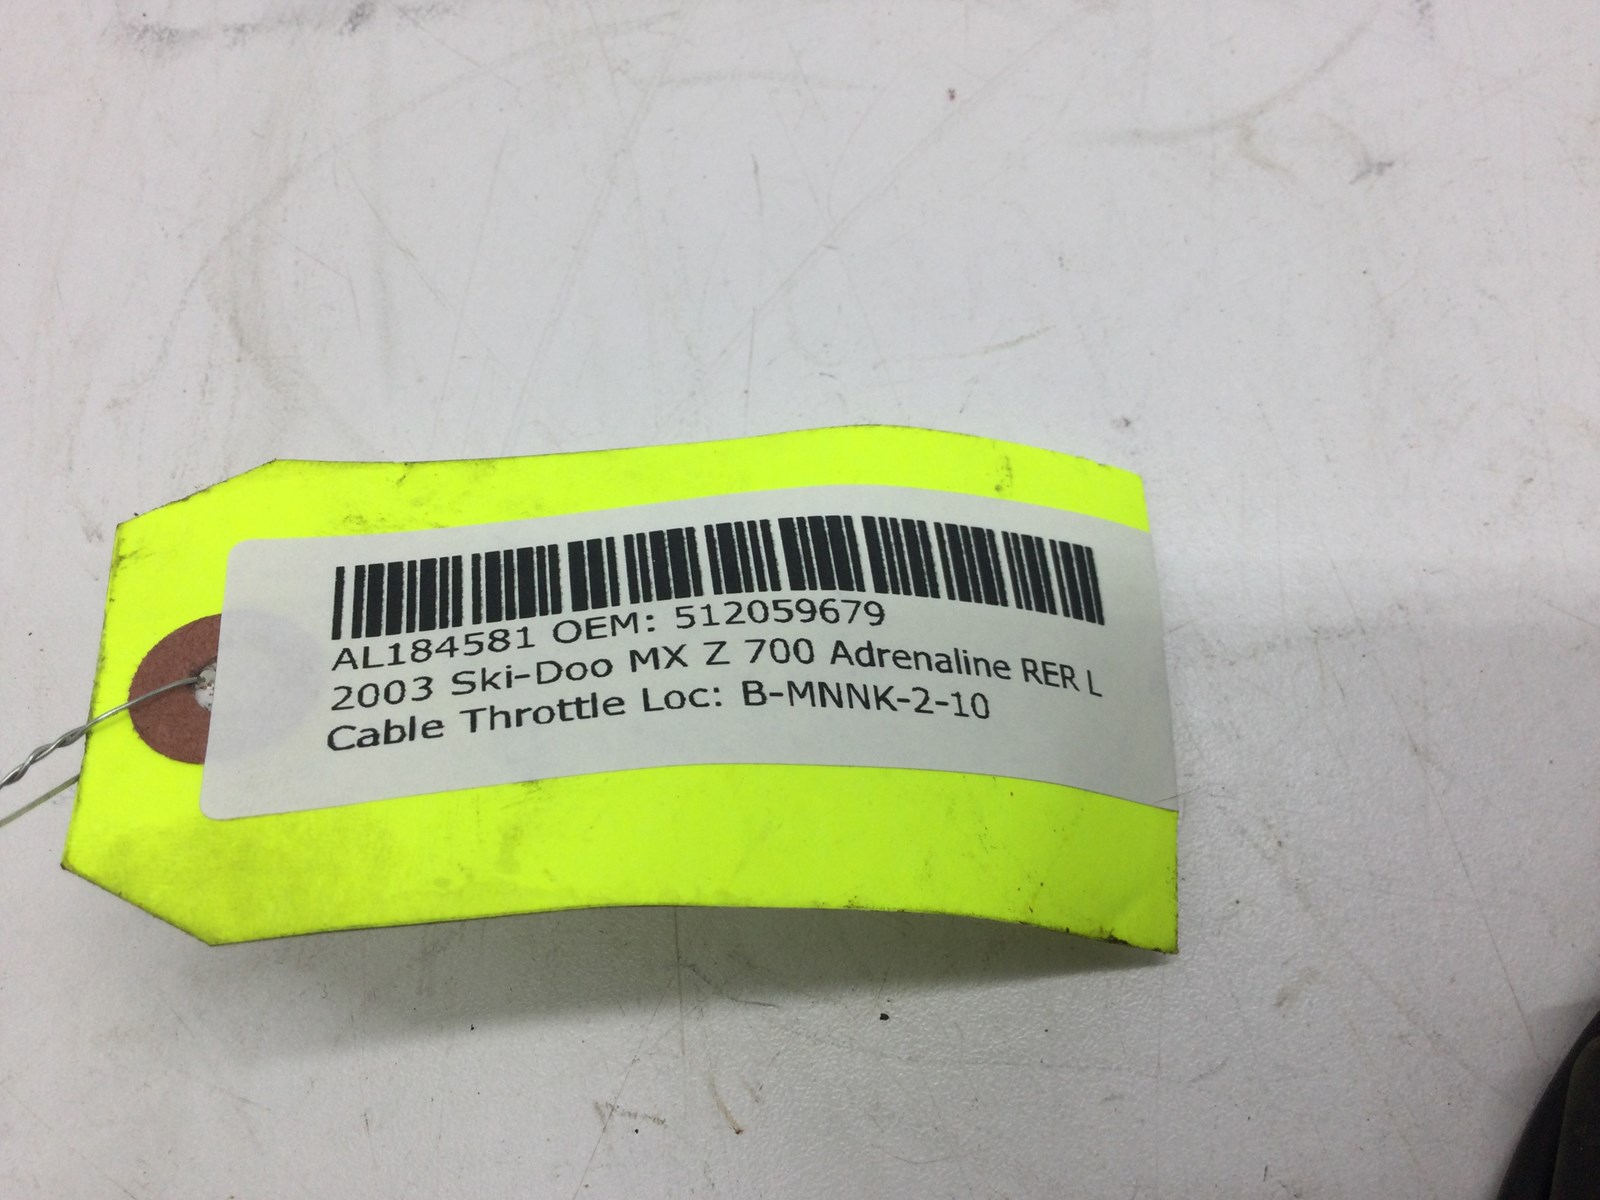 AL184581 OEM: 512059679
2003 Ski-Doo MX Z 700 Adrenaline RER L
Cable Throttle Loc: B-MNNK-2-10